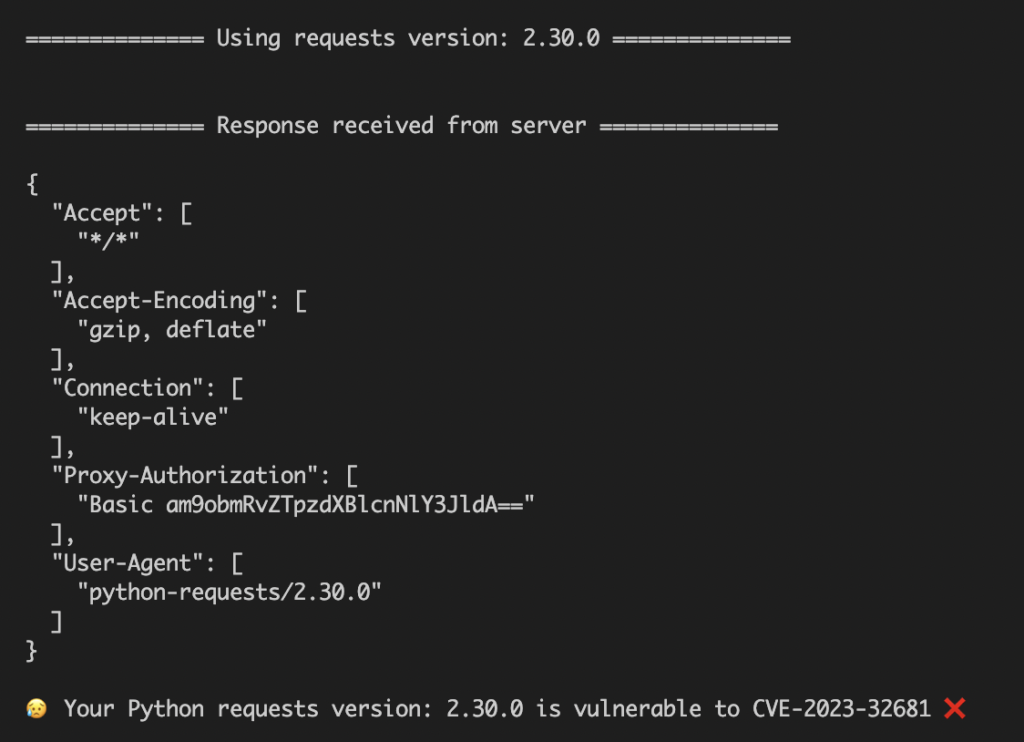 ============== Using requests version: 2.30.0 ==============
============== Response received from server ==============
{
  "Accept": [
    "*/*"
  ],
  "Accept-Encoding": [
    "gzip, deflate"
  ],
  "Connection": [
    "keep-alive"
  ],
  "Proxy-Authorization": [
    "Basic am9obmRvZTpzdXBlcnNlY3JldA=="
  ],
  "User-Agent": [
    "python-requests/2.30.0"
  ]
}
😥 Your Python requests version: 2.30.0 is vulnerable to CVE-2023-32681 ❌